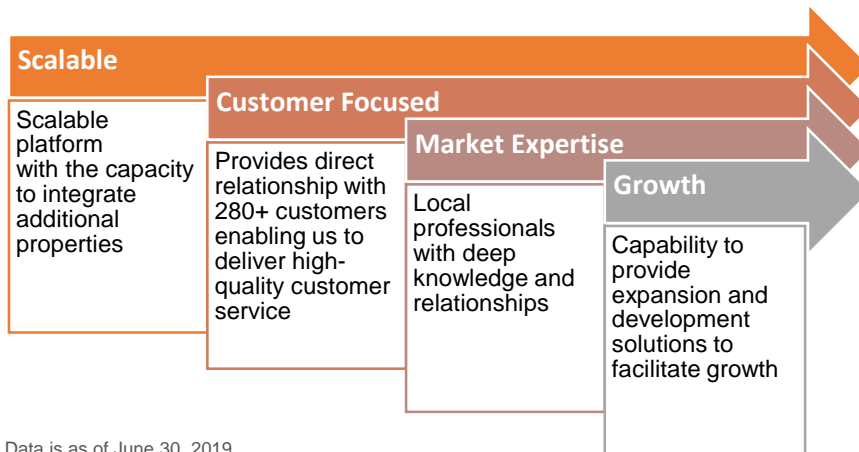 Scalable
Scalable
platform
with the capacity
to integrate
additional
properties
Customer Focused
Provides direct
relationship with
280+ customers
enabling us to
deliver high-
quality customer
service
Market Expertise
Local
professionals
with deep
knowledge and
relationships
Growth
Capability to
provide
expansion and
development
solutions to
facilitate growth
Data is as of June 30, 2019